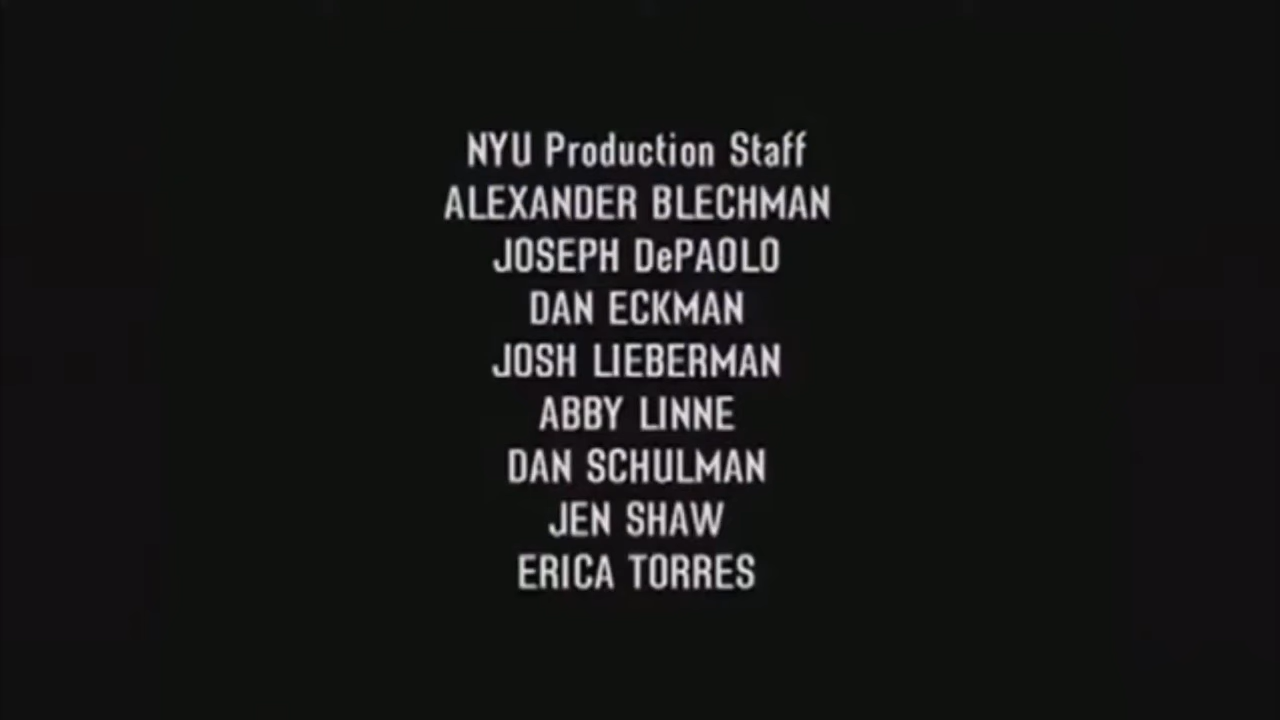 NYU Production Staff
ALEXANDER BLECHMAN
JOSEPH DePAOLO
DAN ECKMAN
JOSH LIEBERMAN
ABBY LINNE
DAN SCHULMAN
JEN SHAW
ERICA TORRES